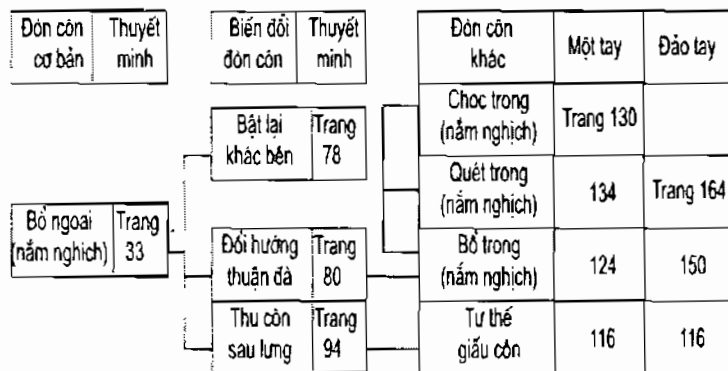 Đòn côn Thuyết Biến đổi Thuyết Đòn côn Một tay Đảo tay
cơ bản minh đòn côn minh khác
Bật lại Trang Chọc trong Trang 130
khác bên 78 (nắm nghịch)
Quét trong 134 Trang 164
(nắm nghịch)
Bổ ngoai Trang Đổi hướng Trang Bổ trong 124 150
(nắm nghich) 33 thuận đà 80 (nắm nghịch)
Thu côn Trang Tư thế 116 116
sau lưng 94 giấu côn